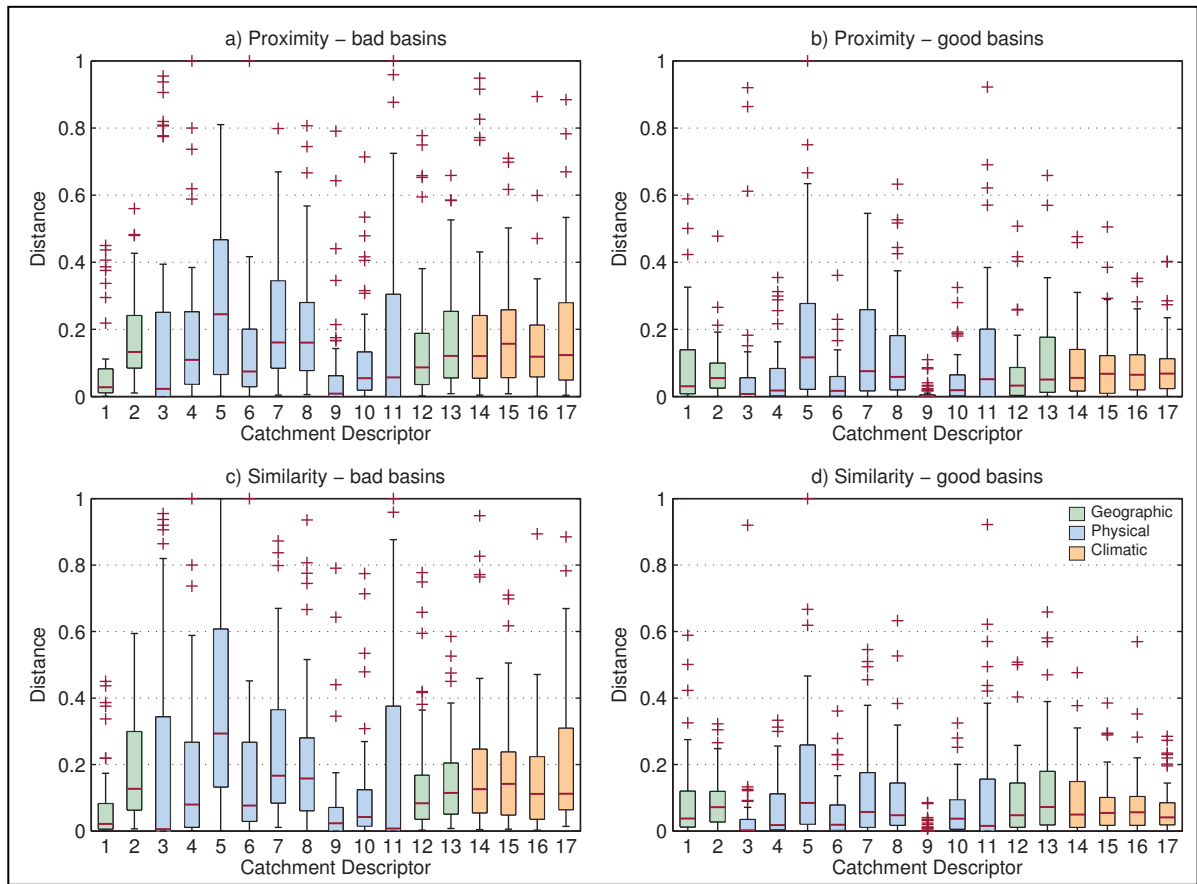 a) Proximity – bad basins
1
0.8
0.6
0.4
0.2
0
Distance
1 2 3 4 5 6 7 8 9 10 11 12 13 14 15 16 17
Catchment Descriptor
b) Proximity – good basins
1
0.8
0.6
0.4
0.2
0
Distance
1 2 3 4 5 6 7 8 9 10 11 12 13 14 15 16 17
Catchment Descriptor
c) Similarity – bad basins
1
0.8
0.6
0.4
0.2
0
Distance
1 2 3 4 5 6 7 8 9 10 11 12 13 14 15 16 17
Catchment Descriptor
d) Similarity – good basins
1
0.8
0.6
0.4
0.2
0
Distance
Geographic
Physical
Climatic
1 2 3 4 5 6 7 8 9 10 11 12 13 14 15 16 17
Catchment Descriptor